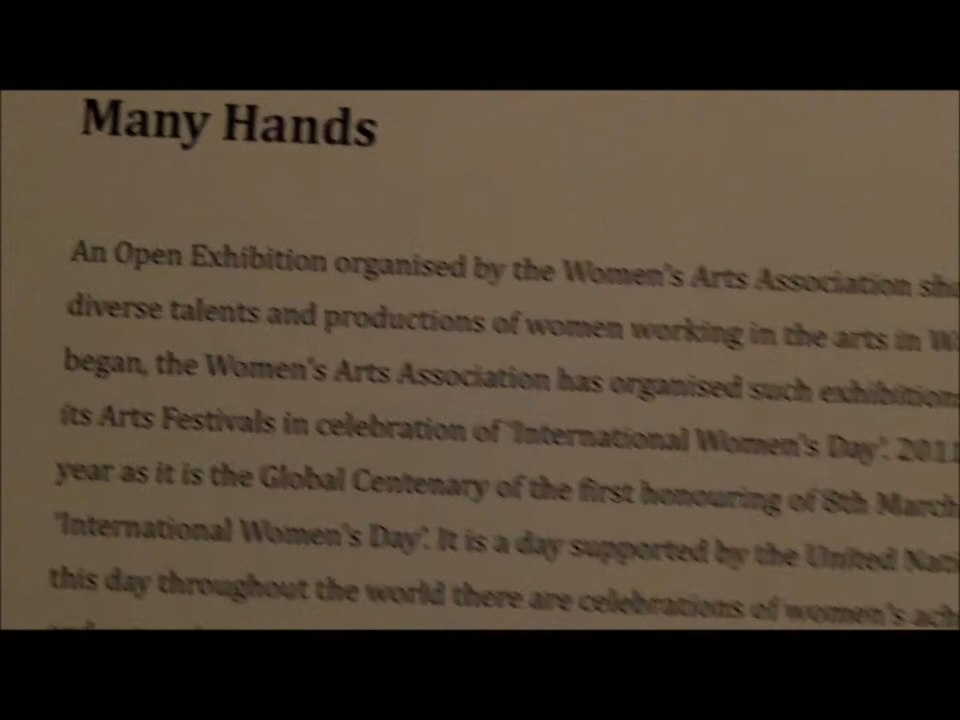 Many Hands
An Open Exhibition organised by the Women's Arts Association
diverse talents and productions of women working in the arts in
began, the Women's Arts Association has organised such
its Arts Festivals in celebration of 'International Women's Day'. 2011
year as it is the Global Centenary of the first honouring of 8th March
'International Women's Day'. It is a day supported by the United
this day throughout the world there are celebrations of women's